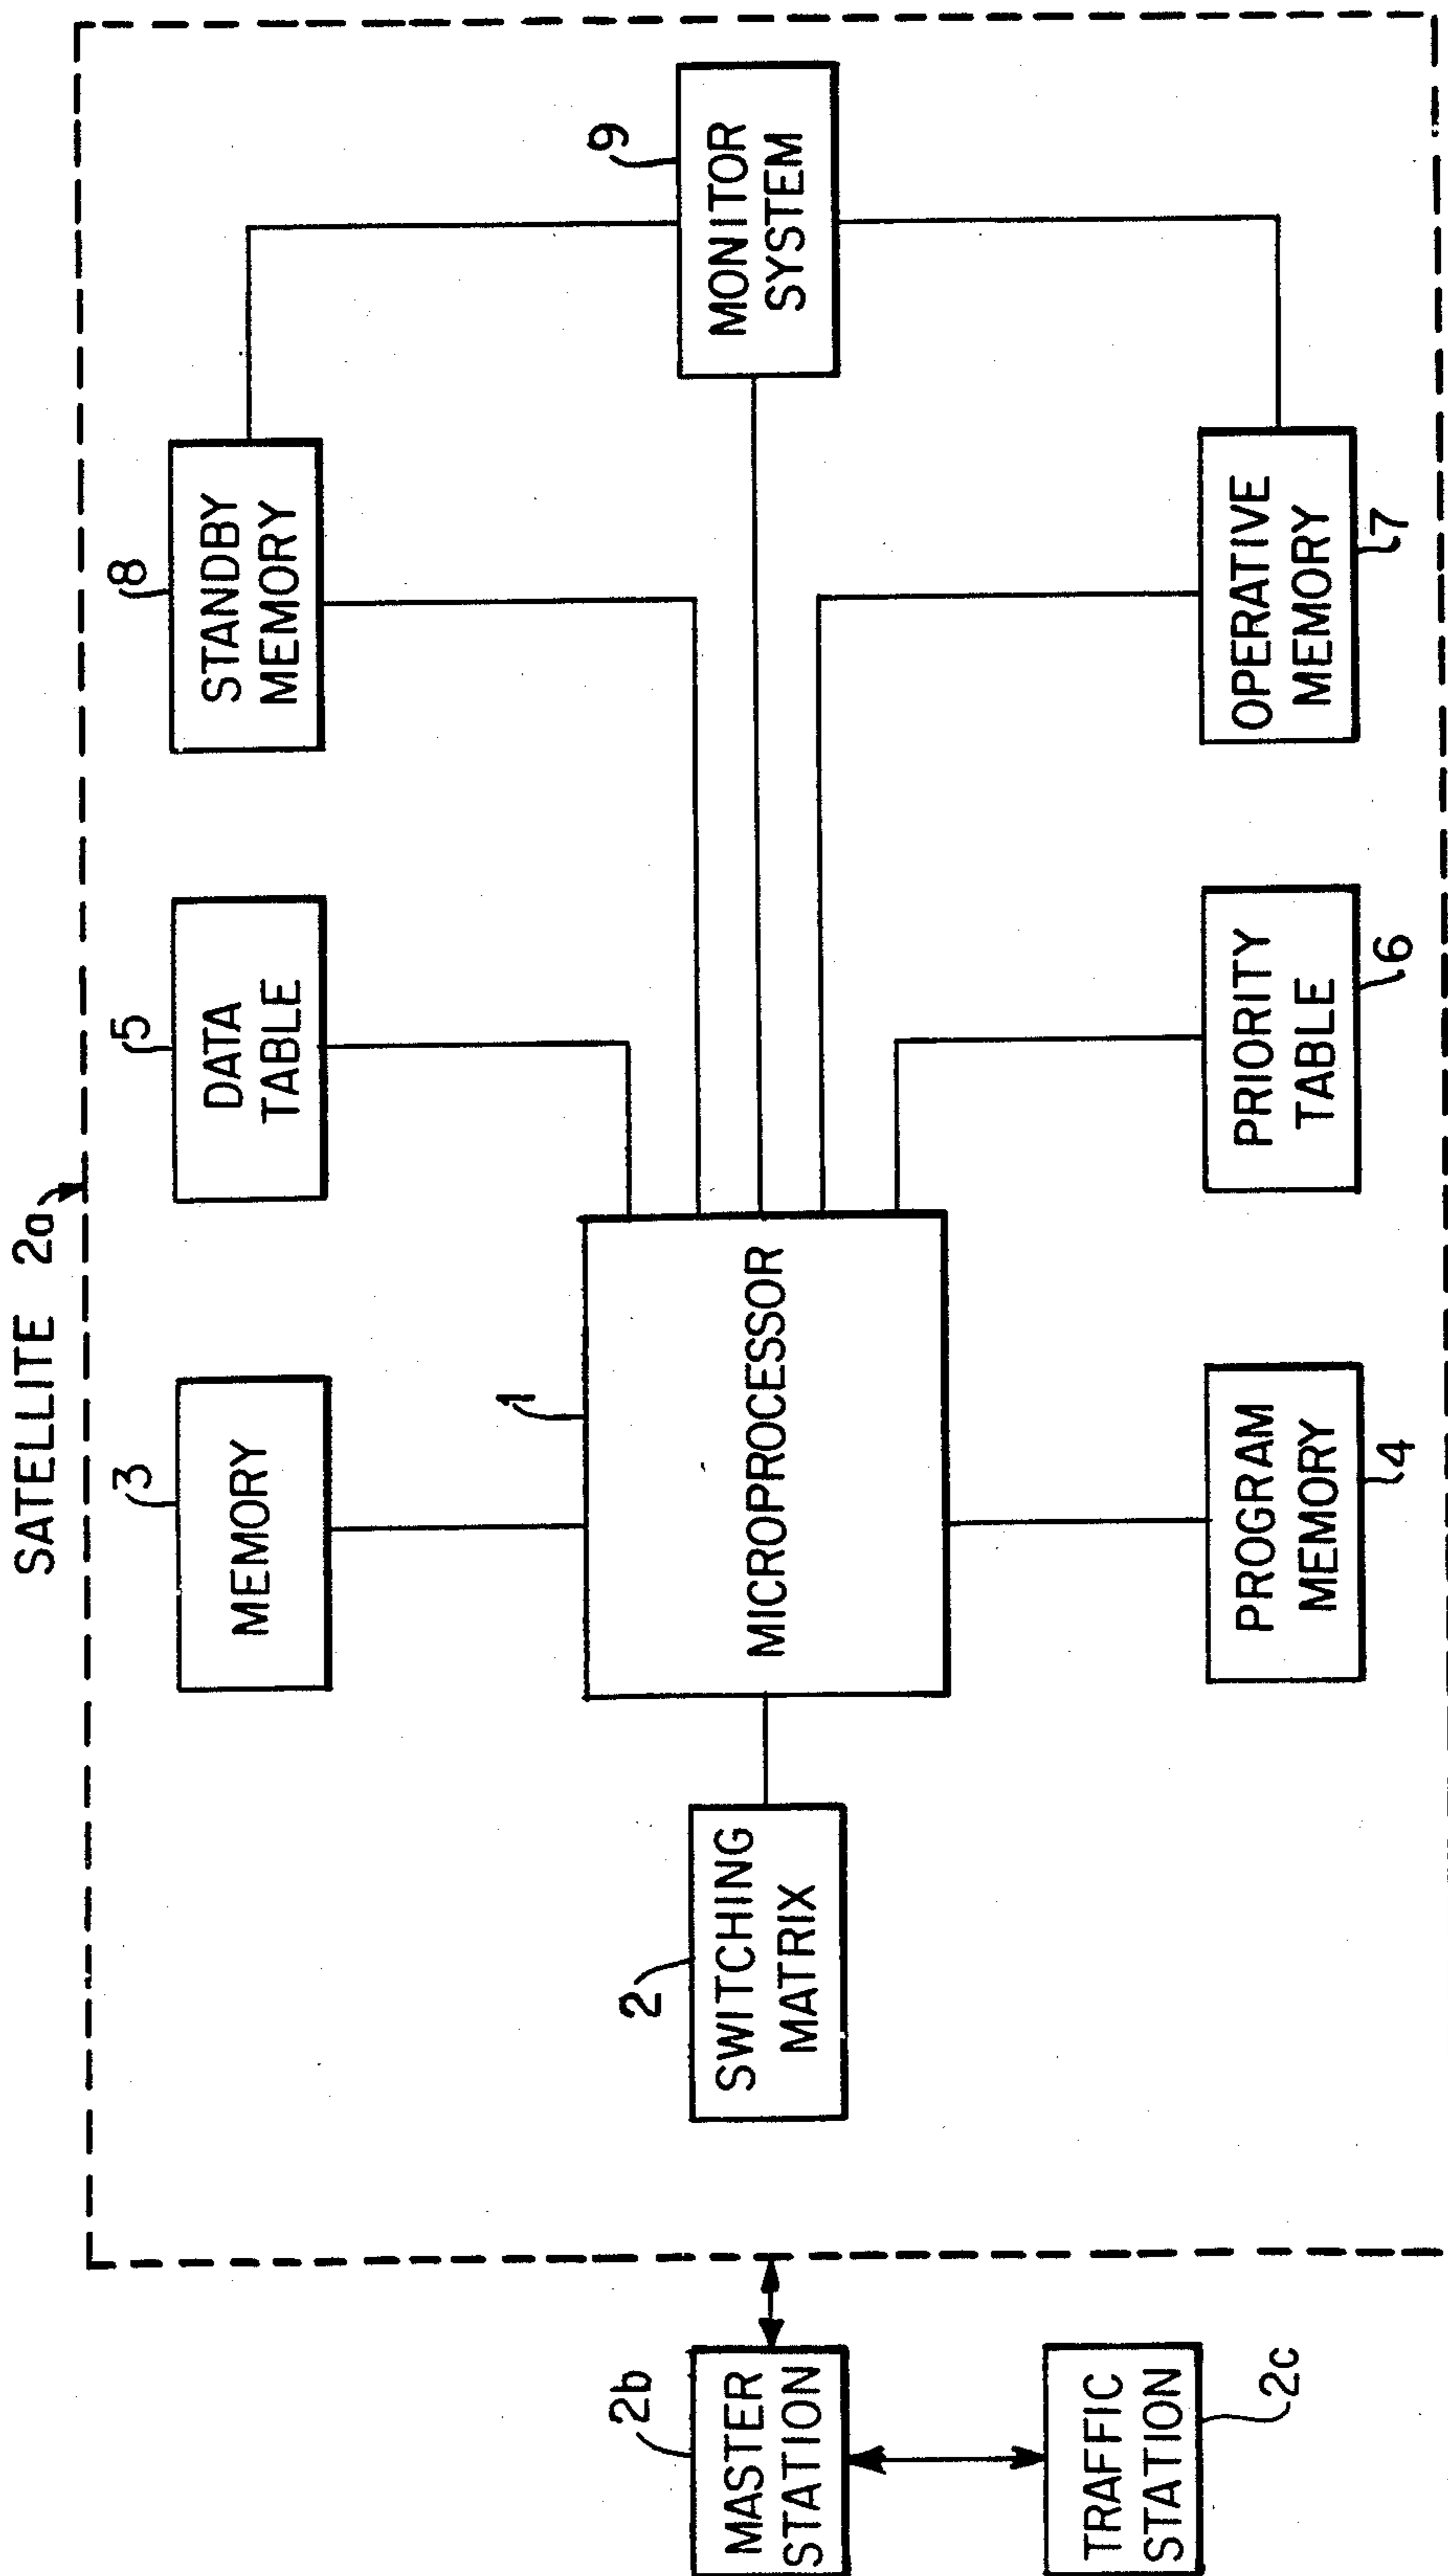 SATELLITE 2a
3
MEMORY
5
DATA
TABLE
8
STANDBY
MEMORY
1
MICROPROCESSOR
2
SWITCHING
MATRIX
9
MONITOR
SYSTEM
2b
MASTER
STATION
TRAFFIC
STATION
2c
PROGRAM
MEMORY
4
PRIORITY
TABLE
6
OPERATIVE
MEMORY
7